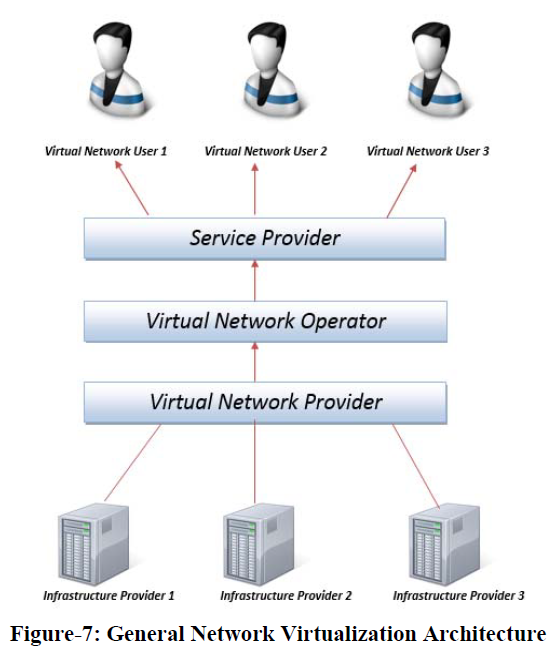 Virtual Network User 1 Virtual Network User 2 Virtual Network User 3
Service Provider
Virtual Network Operator
Virtual Network Provider
Infrastructure Provider 1 Infrastructure Provider 2 Infrastructure Provider 3
Figure-7: General Network Virtualization Architecture